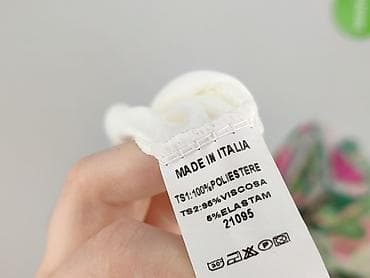 MADE IN ITALIA
TS1:100%POLIESTERE
TS2:95%VISCOSA
5%ELASTAM
21095